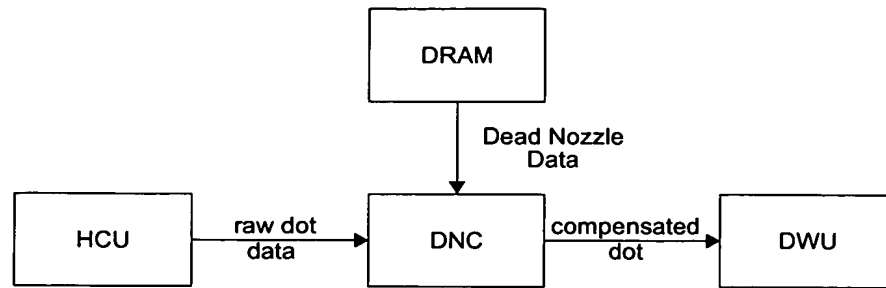 DRAM
Dead Nozzle
Data
HCU
raw dot
data
DNC
compensated
dot
DWU